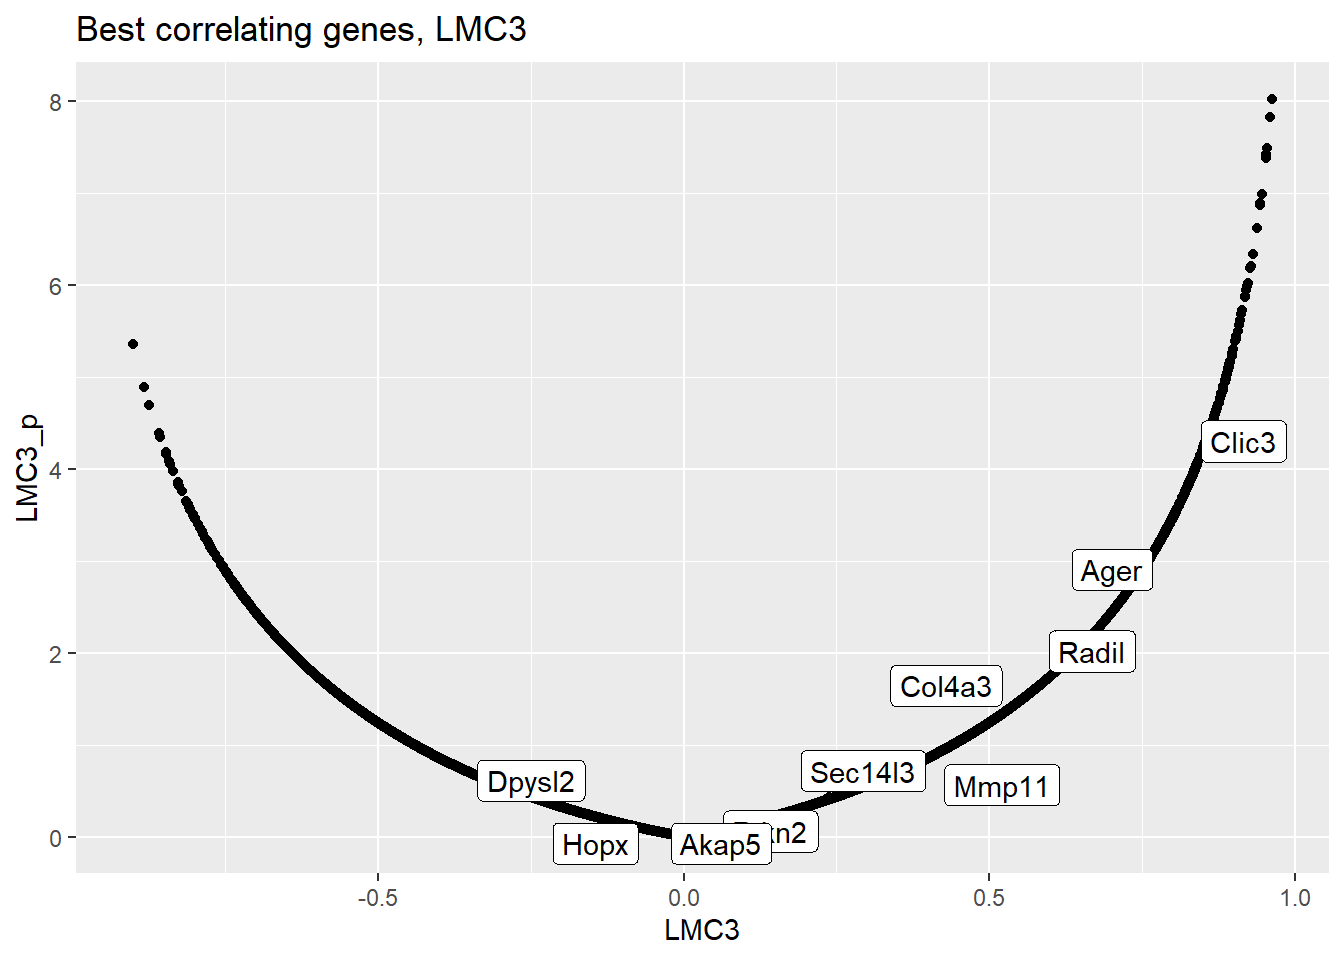 Best correlating genes, LMC3
8
6
4
2
0
LMC3_p
Clic3
Ager
Radil
Col4a3
Sec14l3
Mmp11
Dpysl2
Hopx
Akap5
-0.5
0.0
0.5
1.0
LMC3